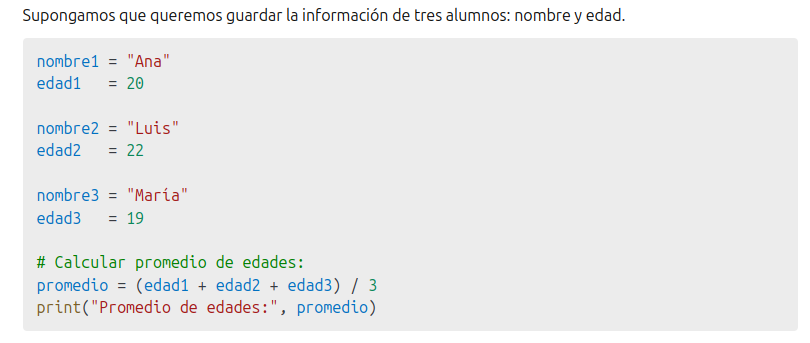 Supongamos que queremos guardar la información de tres alumnos: nombre y edad.
nombre1 = "Ana"
edad1   = 20
nombre2 = "Luis"
edad2   = 22
nombre3 = "María"
edad3   = 19
# Calcular promedio de edades:
promedio = (edad1 + edad2 + edad3) / 3
print("Promedio de edades:", promedio)